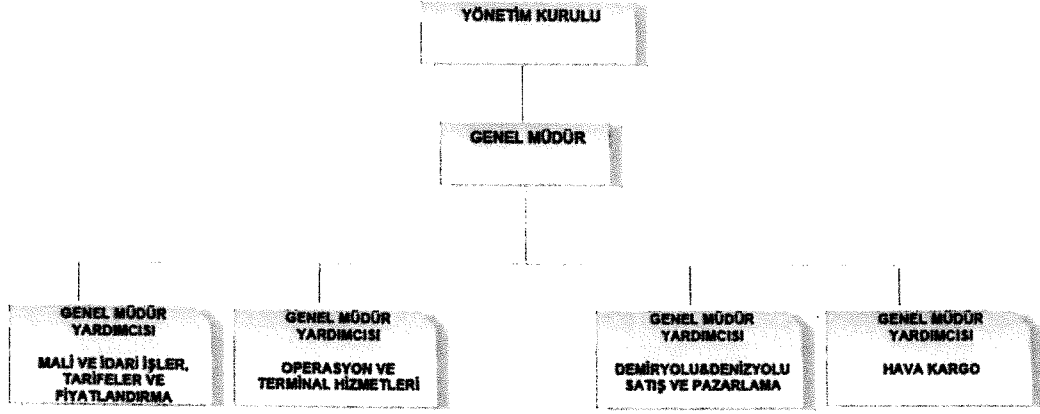 YÖNETİM KURULU
GENEL MÜDÜR
GENEL MÜDÜR
YARDIMCISI
MALİ VE İDARİ İŞLER,
TARİFELER VE
FİYATLANDIRMA
GENEL MÜDÜR
YARDIMCISI
OPERASYON VE
TERMİNAL HİZMETLERİ
GENEL MÜDÜR
YARDIMCISI
DEMİRYOLU&DENİZYOLU
SATIŞ VE PAZARLAMA
GENEL MÜDÜR
YARDIMCISI
HAVA KARGO